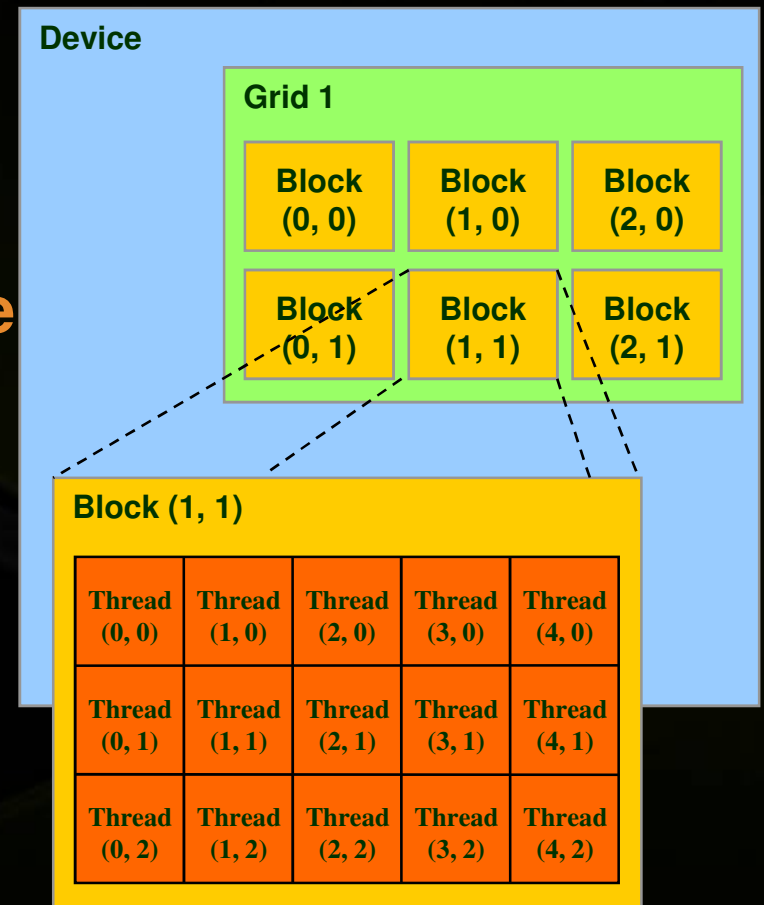 Device
Grid 1
Block Block Block
(0, 0) (1, 0) (2, 0)
e
Block Block Block
(0, 1) (1, 1) (2, 1)
Block (1, 1)
Thread Thread Thread Thread Thread
(0, 0) (1, 0) (2, 0) (3, 0) (4, 0)
Thread Thread Thread Thread Thread
(0, 1) (1, 1) (2, 1) (3, 1) (4, 1)
Thread Thread Thread Thread Thread
(0, 2) (1, 2) (2, 2) (3, 2) (4, 2)